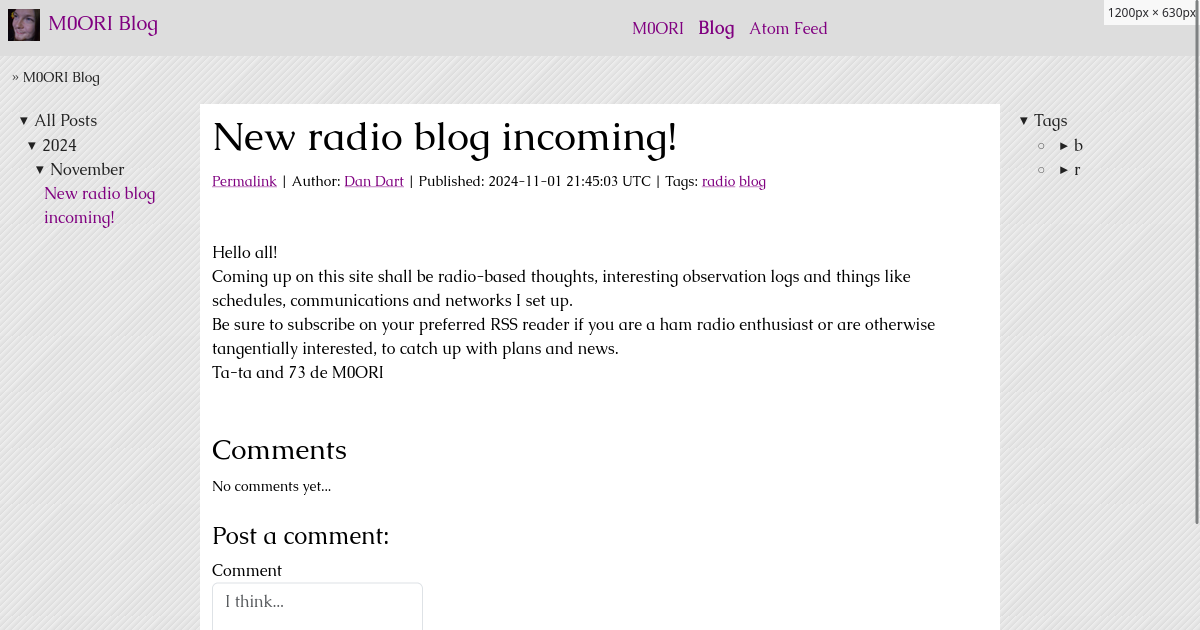 M0ORI Blog
M0ORI Blog Atom Feed
1200px × 630px
» M0ORI Blog
▼ All Posts
▼ 2024
▼ November
New radio blog
incoming!
New radio blog incoming!
Permalink | Author: Dan Dart | Published: 2024-11-01 21:45:03 UTC | Tags: radio blog
Hello all!
Coming up on this site shall be radio-based thoughts, interesting observation logs and things like
schedules, communications and networks I set up.
Be sure to subscribe on your preferred RSS reader if you are a ham radio enthusiast or are otherwise
tangentially interested, to catch up with plans and news.
Ta-ta and 73 de M0ORI
Comments
No comments yet...
Post a comment:
Comment
I think...
▼ Tags
○ ► b
○ ► r